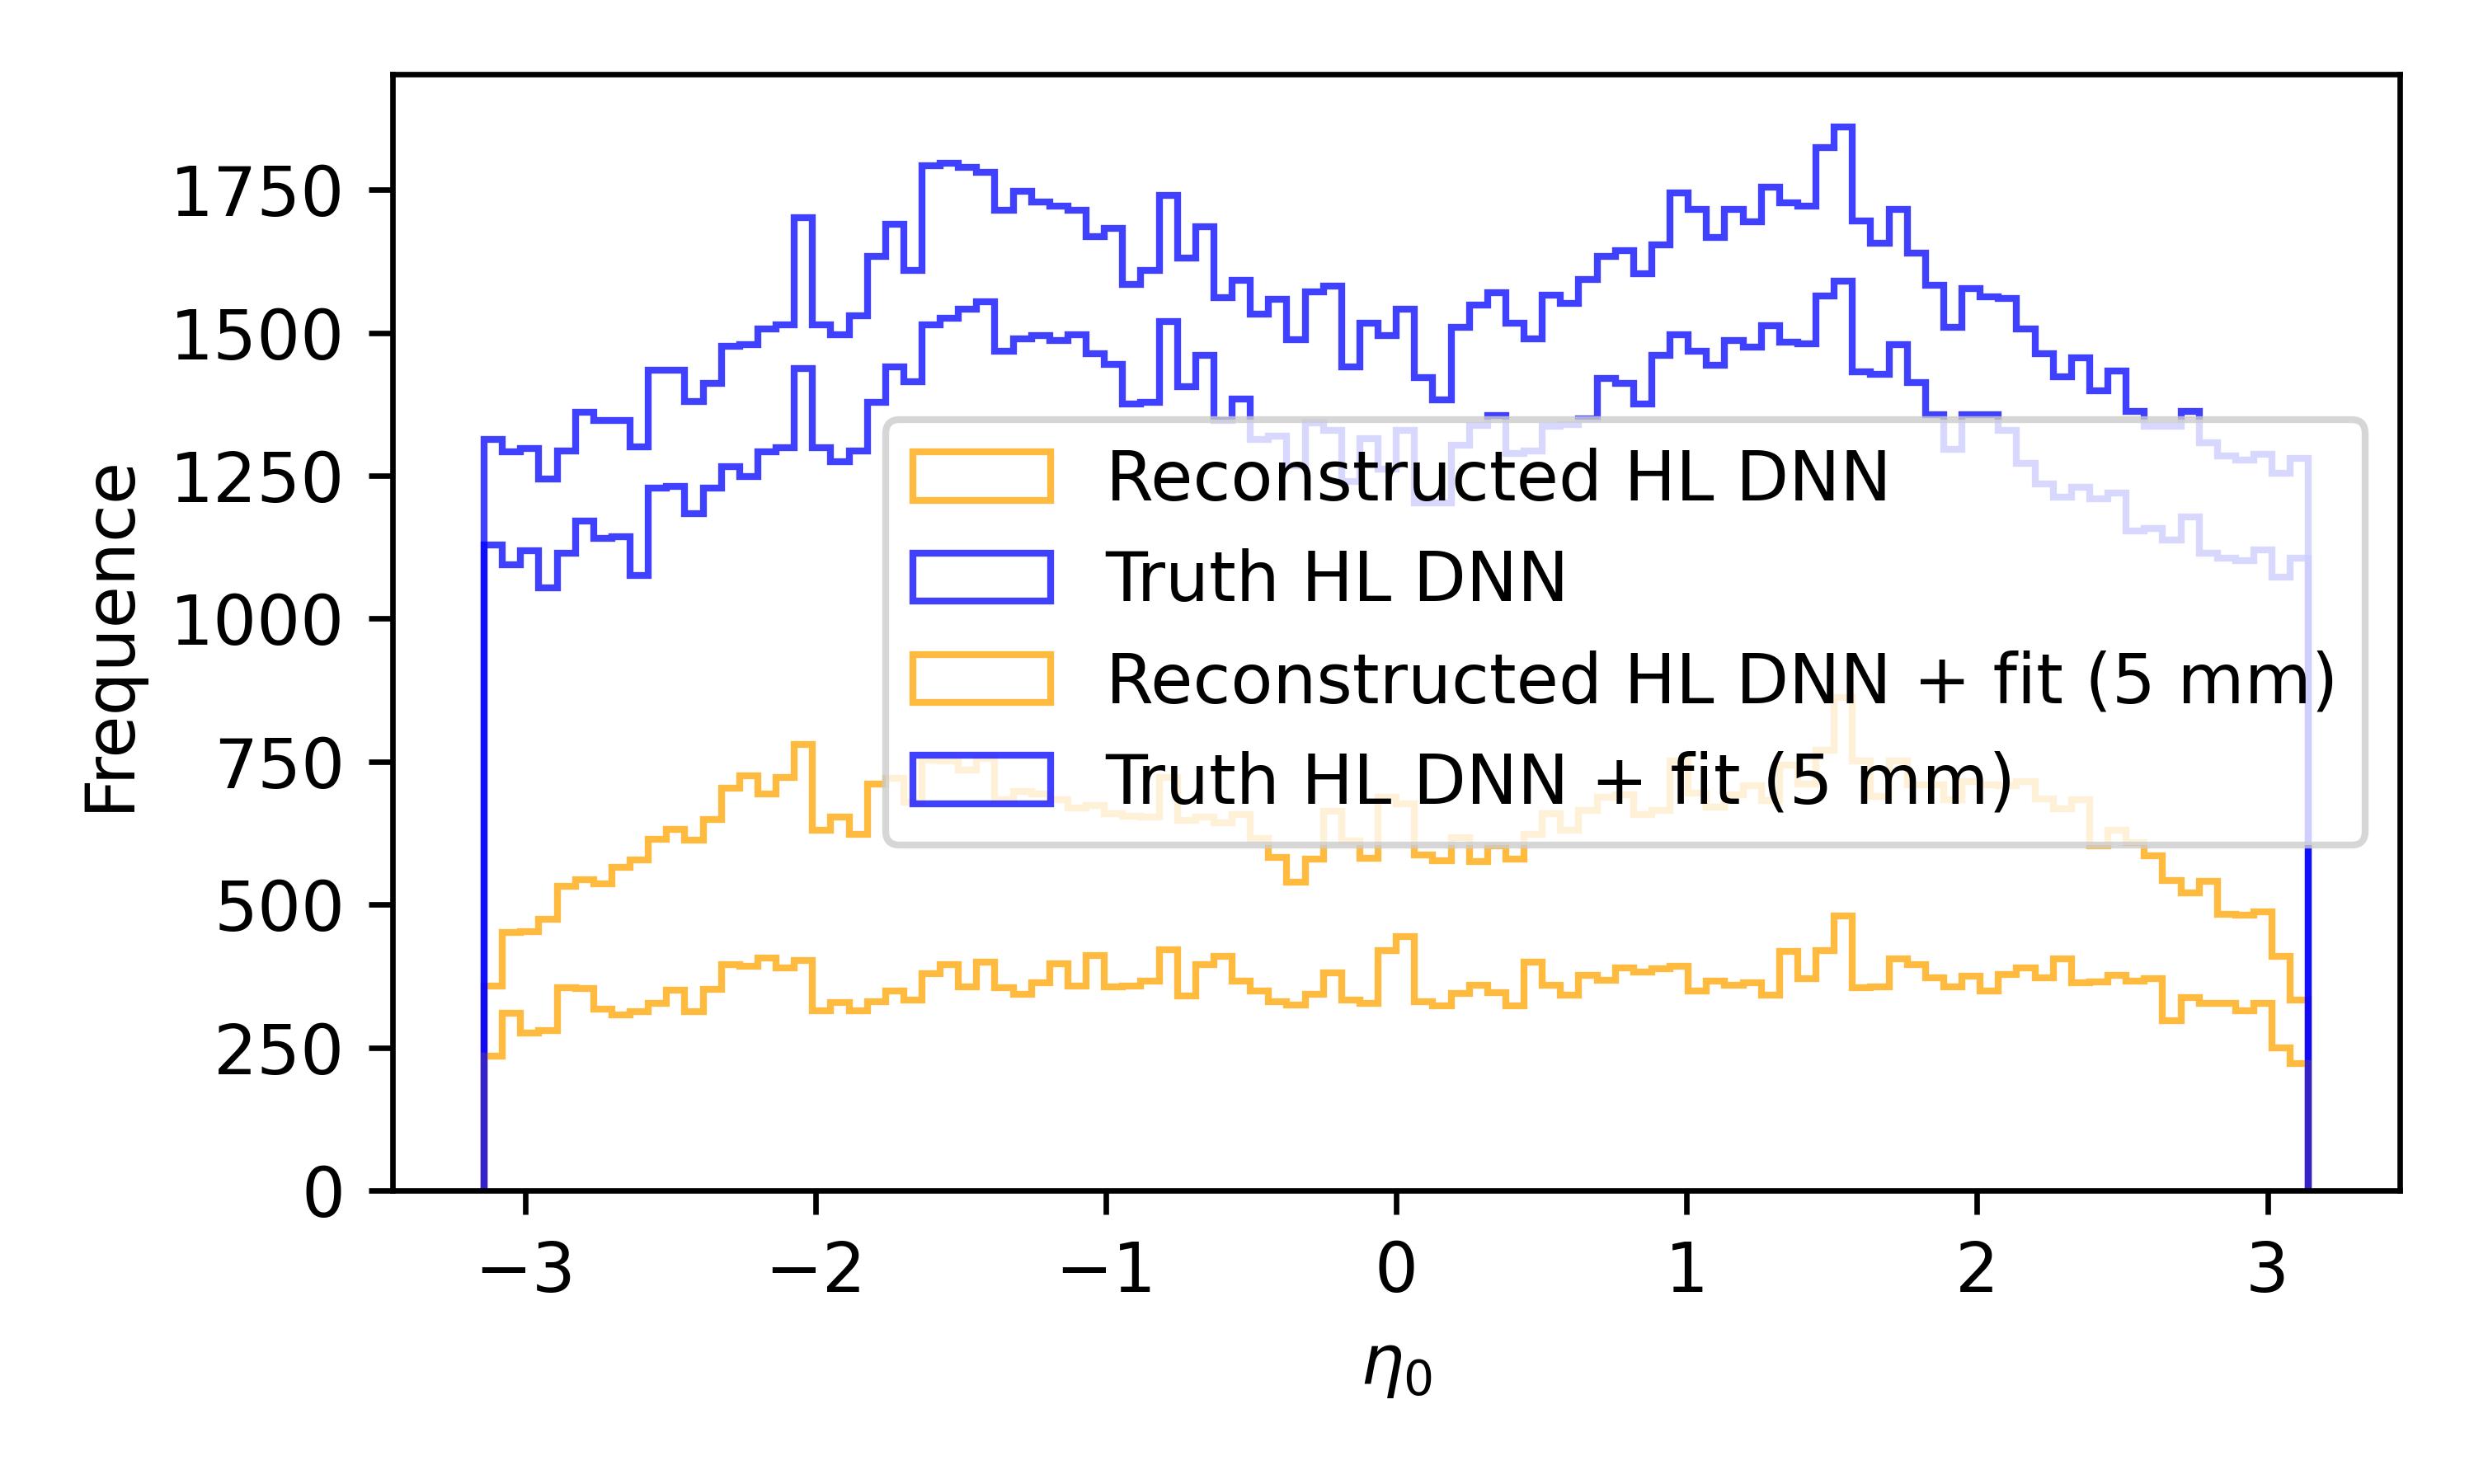 1750
1500
1250
1000
750
500
250
0
Frequence
Reconstructed HL DNN
Truth HL DNN
Reconstructed HL DNN + fit (5 mm)
Truth HL DNN + fit (5 mm)
−3 −2 −1 0 1 2 3
η₀